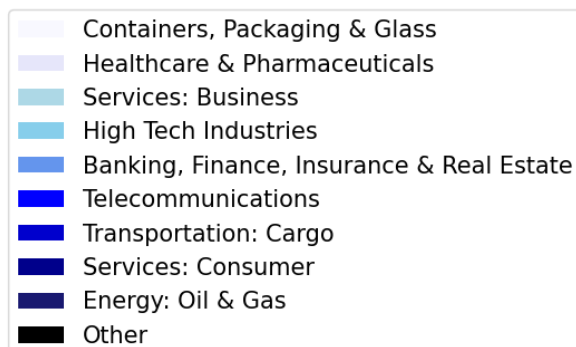 Containers, Packaging & Glass
Healthcare & Pharmaceuticals
Services: Business
High Tech Industries
Banking, Finance, Insurance & Real Estate
Telecommunications
Transportation: Cargo
Services: Consumer
Energy: Oil & Gas
Other